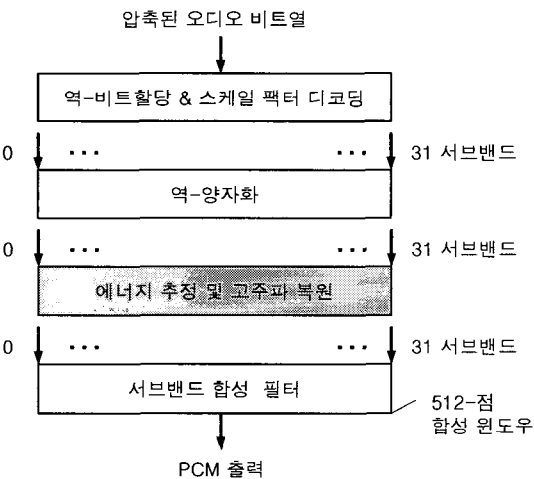 압축된 오디오 비트열
역-비트할당 & 스케일 팩터 디코딩
0 ... ... 31 서브밴드
역-양자화
0 ... ... 31 서브밴드
에너지 추정 및 고주파 복원
0 ... ... 31 서브밴드
서브밴드 합성 필터
512-점
합성 윈도우
PCM 출력